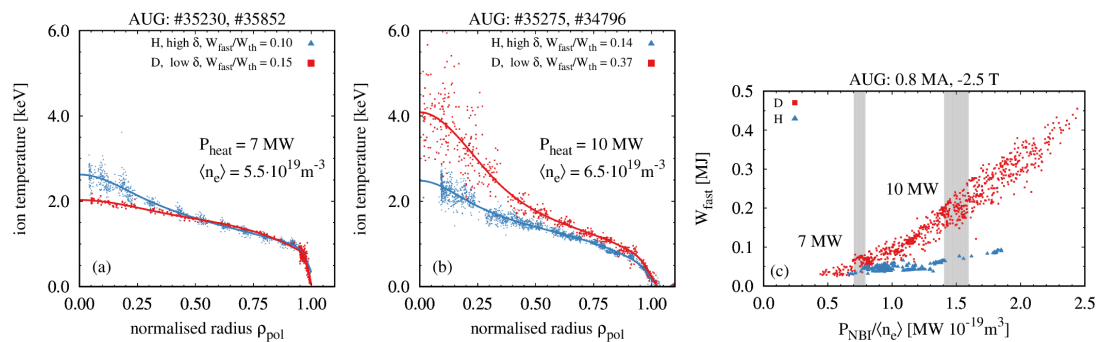 AUG: #35230, #35852
H, high δ, W_fast/W_th = 0.10
D, low δ, W_fast/W_th = 0.15
P_heat = 7 MW
⟨n_e⟩ = 5.5·10^19 m^-3
(a)
ion temperature [keV]
6.0
4.0
2.0
0.0
0.00 0.25 0.50 0.75 1.00
normalised radius ρ_pol
AUG: #35275, #34796
H, high δ, W_fast/W_th = 0.14
D, low δ, W_fast/W_th = 0.37
P_heat = 10 MW
⟨n_e⟩ = 6.5·10^19 m^-3
(b)
ion temperature [keV]
6.0
4.0
2.0
0.0
0.00 0.25 0.50 0.75 1.00
normalised radius ρ_pol
AUG: 0.8 MA, -2.5 T
D
H
10 MW
7 MW
(c)
W_fast [MJ]
0.5
0.4
0.3
0.2
0.1
0
0.0 0.5 1.0 1.5 2.0 2.5
P_NBI/⟨n_e⟩ [MW 10^-19 m^3]